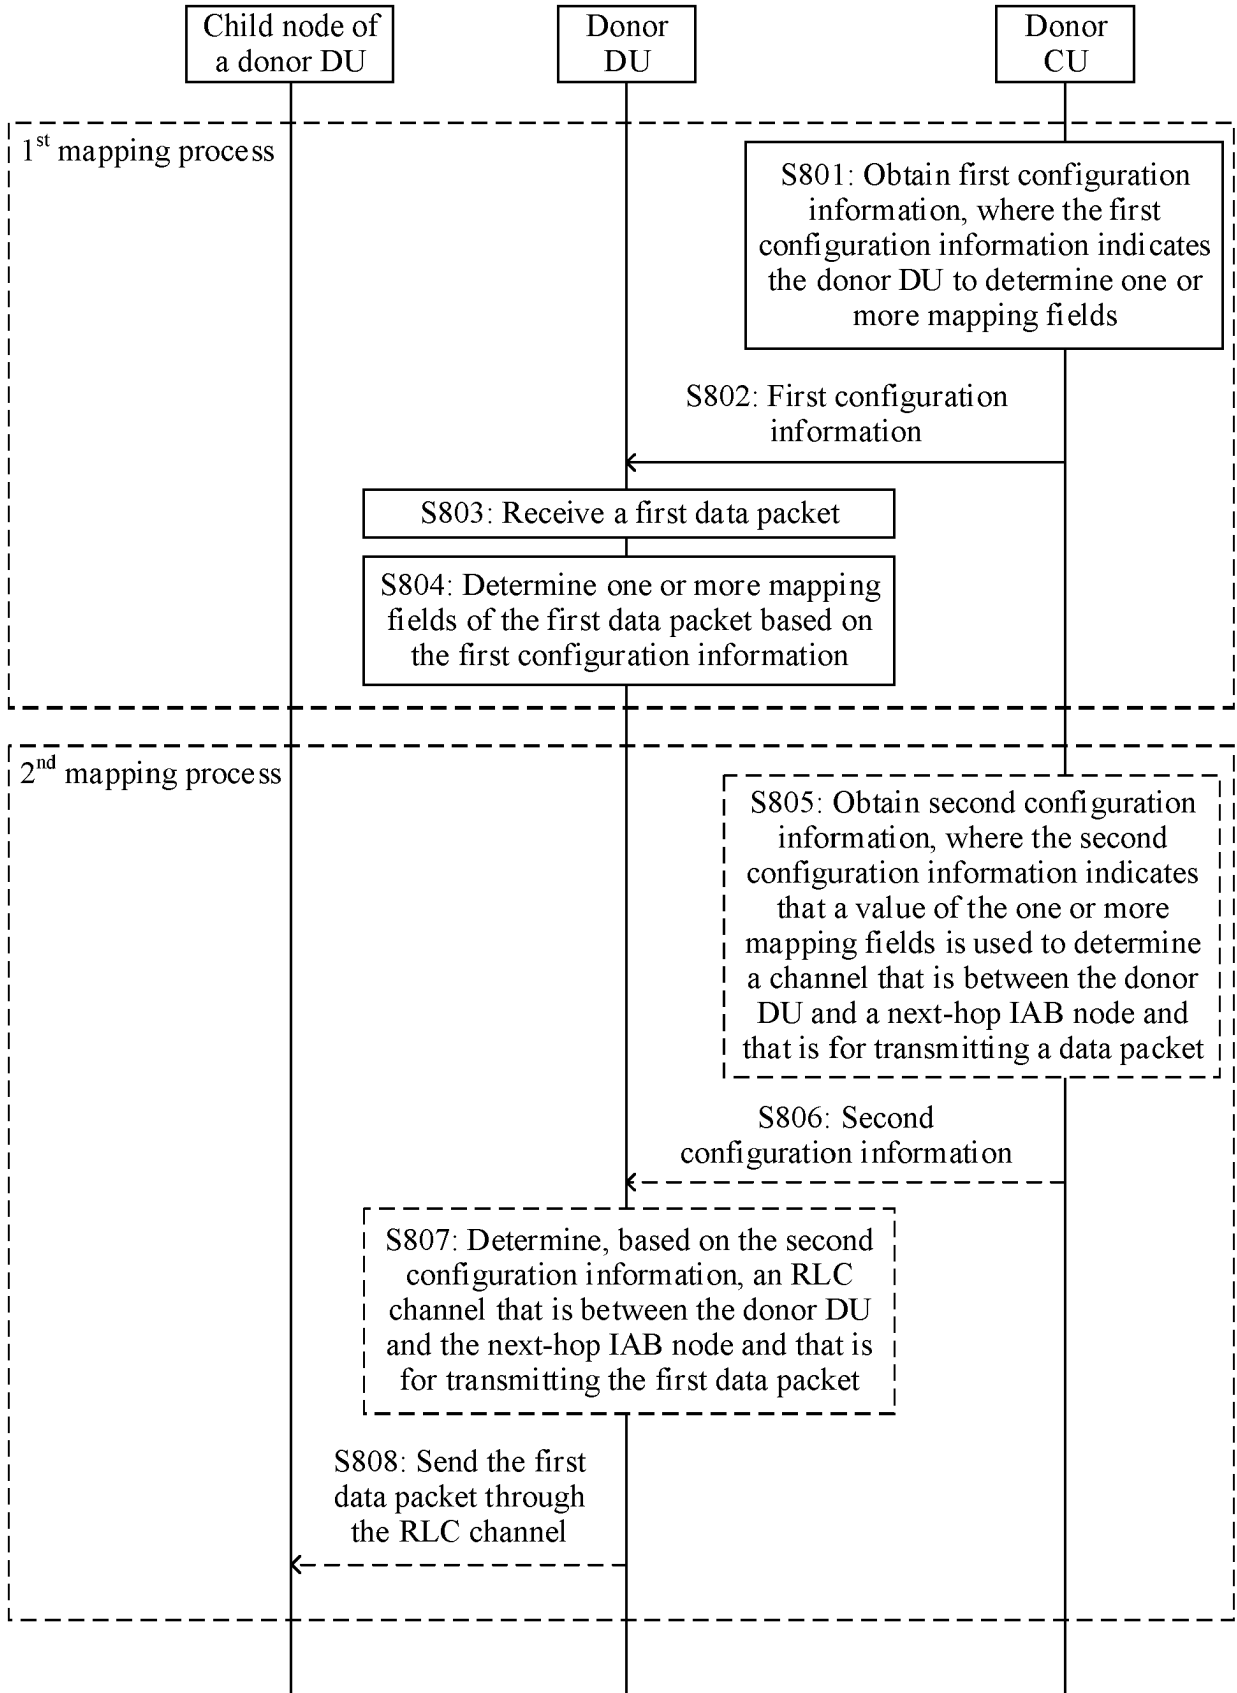 Child node of
a donor DU
Donor
DU
Donor
CU
1st mapping process
S801: Obtain first configuration
information, where the first
configuration information indicates
the donor DU to determine one or
more mapping fields
S802: First configuration
information
S803: Receive a first data packet
S804: Determine one or more mapping
fields of the first data packet based on
the first configuration information
2nd mapping process
S805: Obtain second configuration
information, where the second
configuration information indicates
that a value of the one or more
mapping fields is used to determine
a channel that is between the donor
DU and a next-hop IAB node and
that is for transmitting a data packet
S806: Second
configuration information
S807: Determine, based on the second
configuration information, an RLC
channel that is between the donor DU
and the next-hop IAB node and that is
for transmitting the first data packet
S808: Send the first
data packet through
the RLC channel